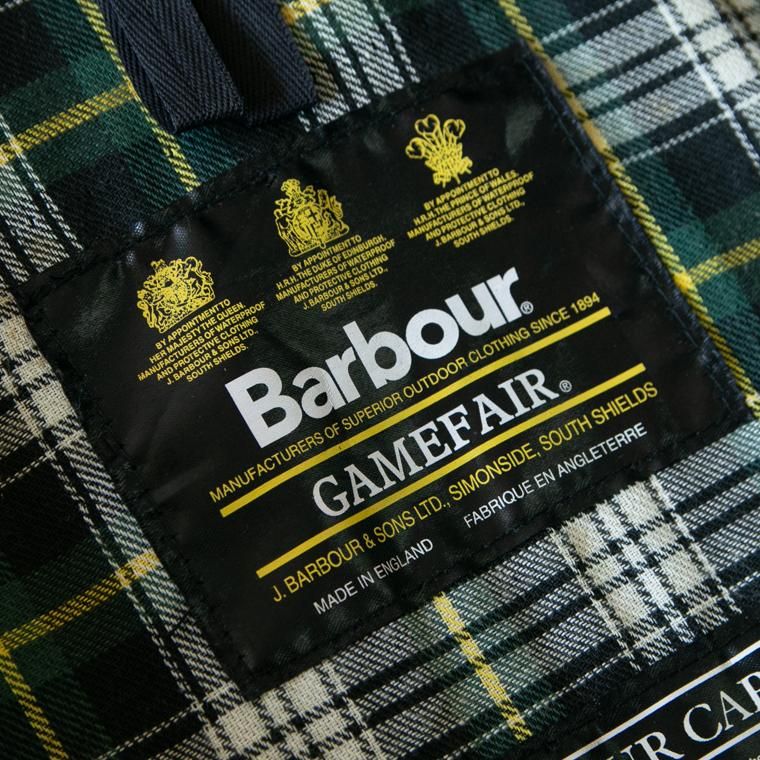 BY APPOINTMENT TO
HER MAJESTY THE QUEEN.
MANUFACTURERS OF WATERPROOF
AND PROTECTIVE CLOTHING
J. BARBOUR & SONS LTD.,
SOUTH SHIELDS.
BY APPOINTMENT TO
H.R.H. THE DUKE OF EDINBURGH.
MANUFACTURERS OF WATERPROOF
AND PROTECTIVE CLOTHING
J. BARBOUR & SONS LTD.,
SOUTH SHIELDS.
BY APPOINTMENT TO
H.R.H. THE PRINCE OF WALES.
MANUFACTURERS OF WATERPROOF
AND PROTECTIVE CLOTHING
J. BARBOUR & SONS LTD.,
SOUTH SHIELDS.
Barbour®
MANUFACTURERS OF SUPERIOR OUTDOOR CLOTHING SINCE 1894
GAMEFAIR®
J. BARBOUR & SONS LTD., SIMONSIDE, SOUTH SHIELDS
MADE IN ENGLAND FABRIQUE EN ANGLETERRE